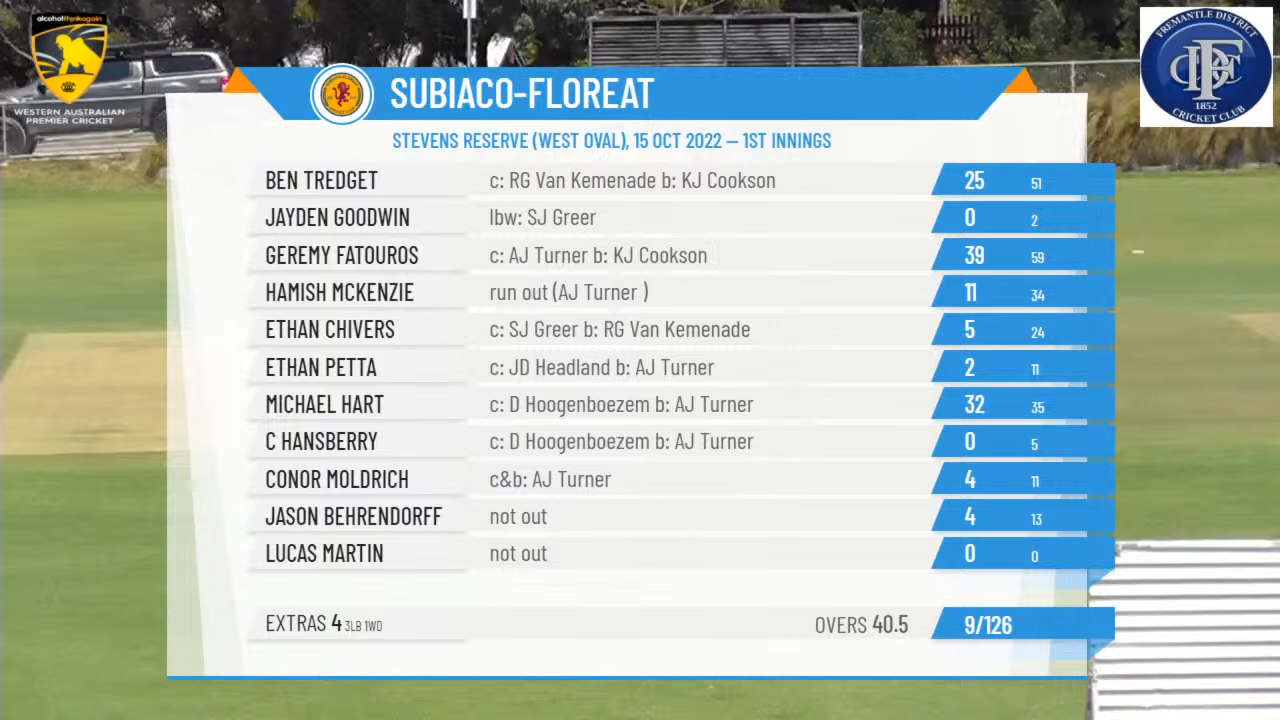 alcoholthinkagain
WESTERN AUSTRALIAN
PREMIER CRICKET
FREMANTLE DISTRICT
1852
CRICKET CLUB
SUBIACO-FLOREAT
STEVENS RESERVE (WEST OVAL), 15 OCT 2022 – 1ST INNINGS
BEN TREDGET c: RG Van Kemenade b: KJ Cookson 25 51
JAYDEN GOODWIN lbw: SJ Greer 0 2
GEREMY FATOUROS c: AJ Turner b: KJ Cookson 39 59
HAMISH MCKENZIE run out (AJ Turner ) 11 34
ETHAN CHIVERS c: SJ Greer b: RG Van Kemenade 5 24
ETHAN PETTA c: JD Headland b: AJ Turner 2 11
MICHAEL HART c: D Hoogenboezem b: AJ Turner 32 35
C HANSBERRY c: D Hoogenboezem b: AJ Turner 0 5
CONOR MOLDRICH c&b: AJ Turner 4 11
JASON BEHRENDORFF not out 4 13
LUCAS MARTIN not out 0 0
EXTRAS 4 3LB 1WD OVERS 40.5 9/126